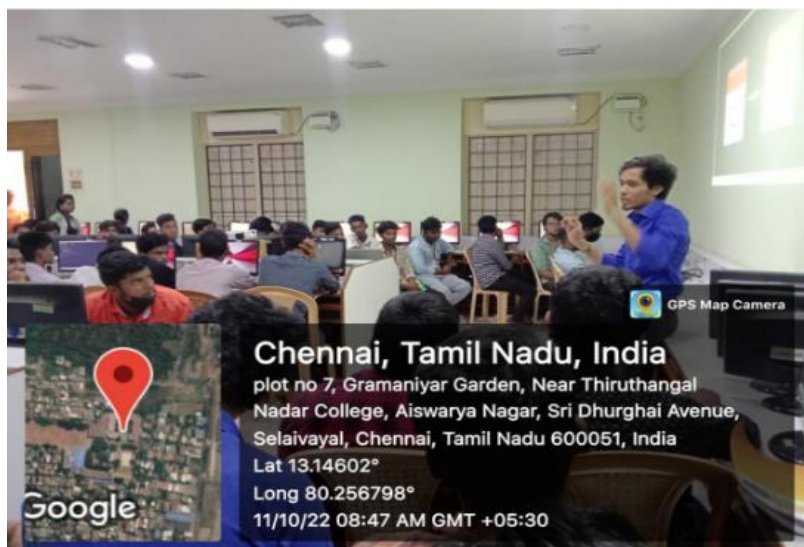 GPS Map Camera
Chennai, Tamil Nadu, India
plot no 7, Gramaniyar Garden, Near Thiruthangal
Nadar College, Aiswarya Nagar, Sri Dhurghai Avenue,
Selaivayal, Chennai, Tamil Nadu 600051, India
Lat 13.14602°
Long 80.256798°
11/10/22 08:47 AM GMT +05:30
Google